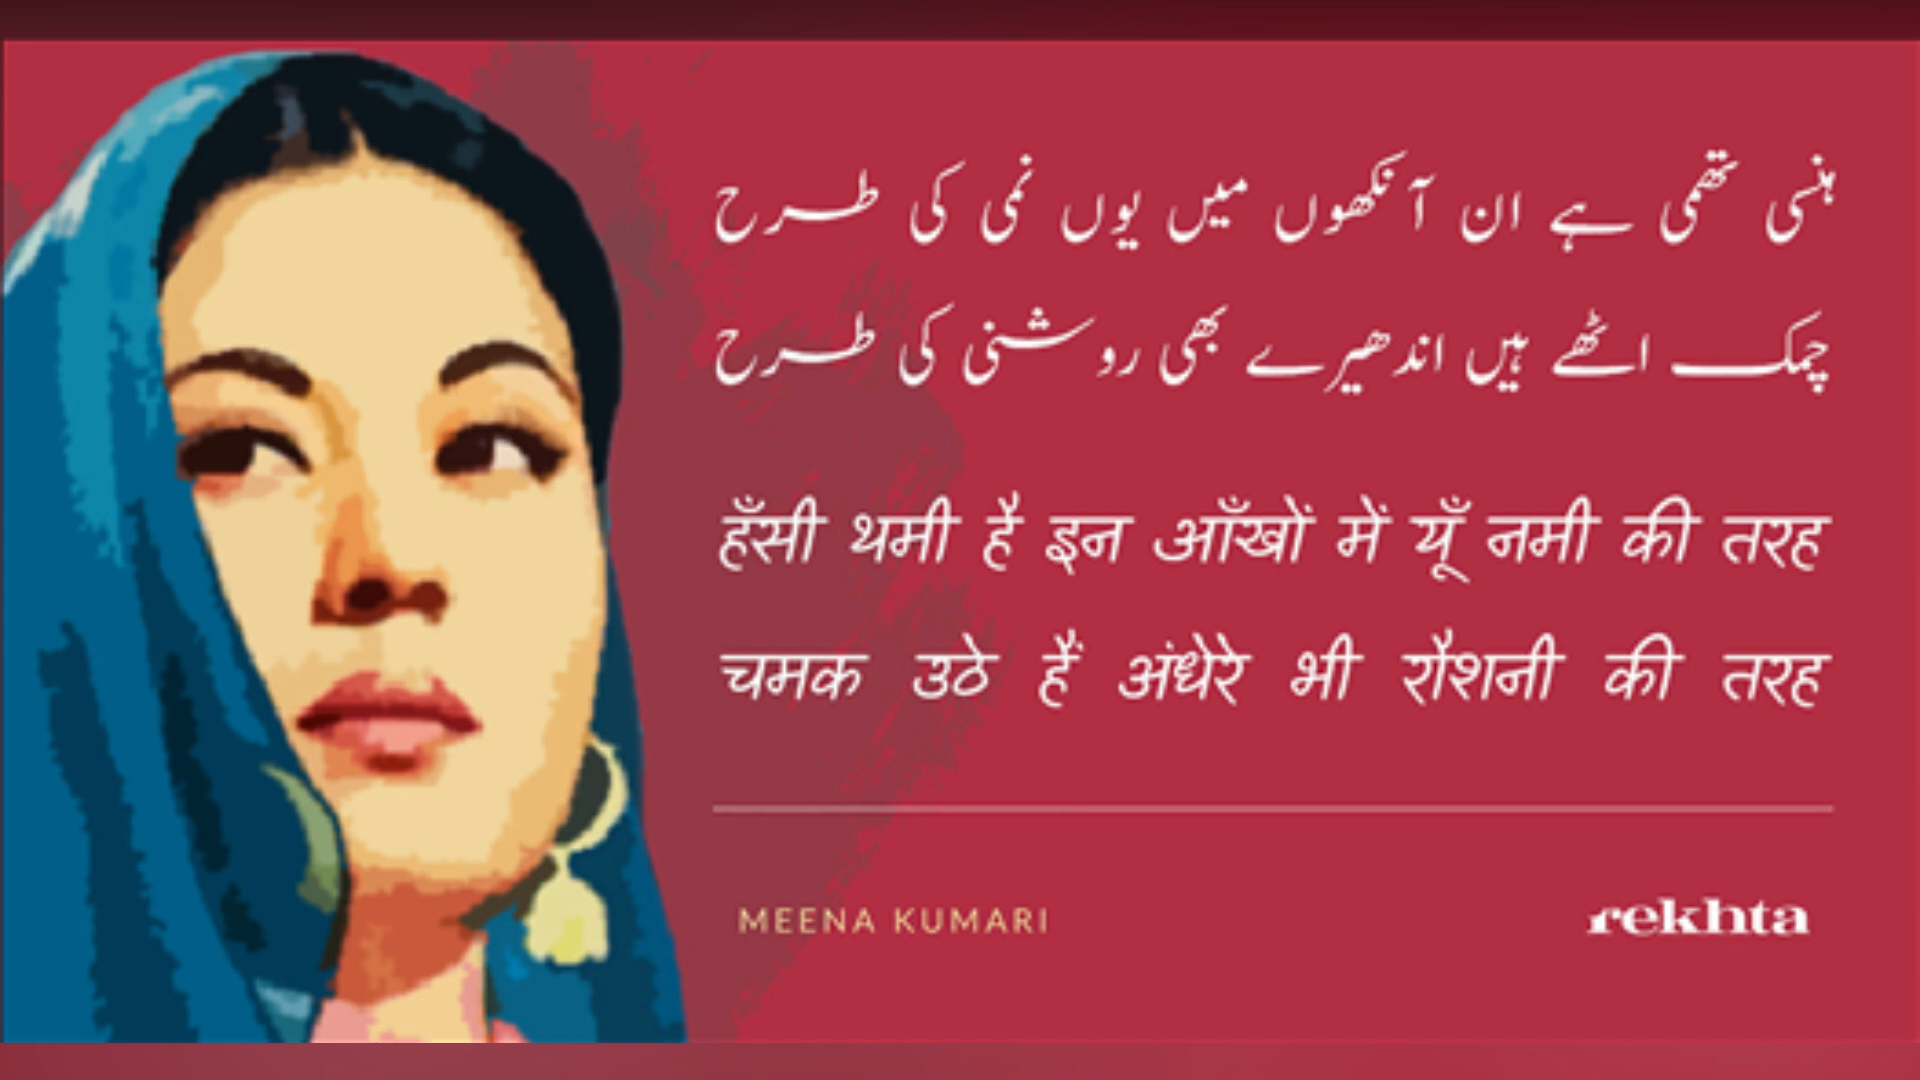 ہنسی تھمی ہے ان آنکھوں میں یوں نمی کی طرح
چمک اٹھے ہیں اندھیرے بھی روشنی کی طرح
हँसी थमी है इन आँखों में यूँ नमी की तरह
चमक उठे हैं अंधेरे भी रौशनी की तरह
MEENA KUMARI
rekhta